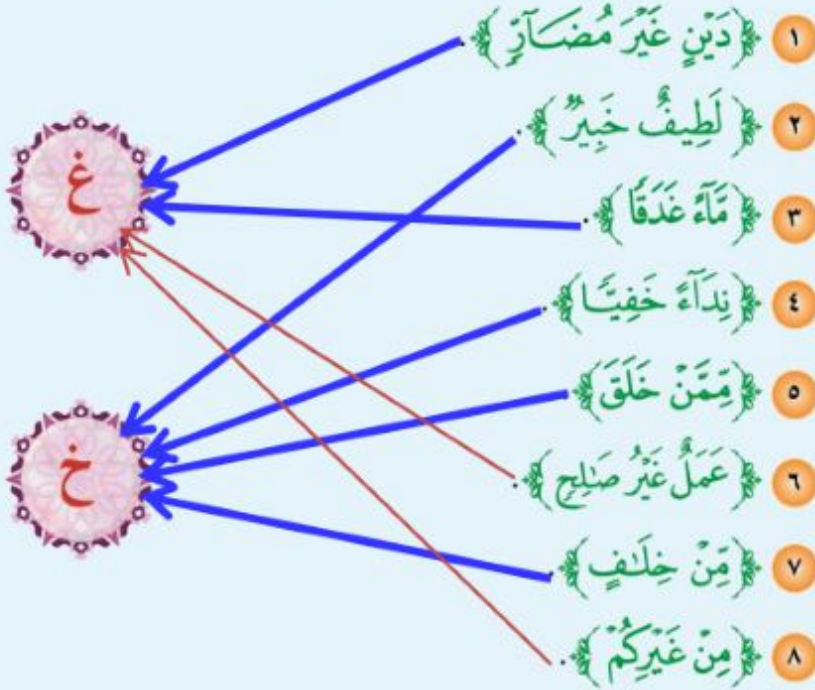 ١ ﴿دَيْنٍ غَيْرَ مُضَآرٍّ﴾
٢ ﴿لَطِيفٌ خَبِيرٌ﴾
٣ ﴿مَّآءً غَدَقًا﴾
٤ ﴿نِدَآءً خَفِيًّا﴾
٥ ﴿مِّمَّنْ خَلَقَ﴾
٦ ﴿عَمَلٌ غَيْرُ صَٰلِحٍ﴾
٧ ﴿مِّنْ خِلَٰفٍ﴾
٨ ﴿مِنْ غَيْرِكُمْ﴾
غ
خ